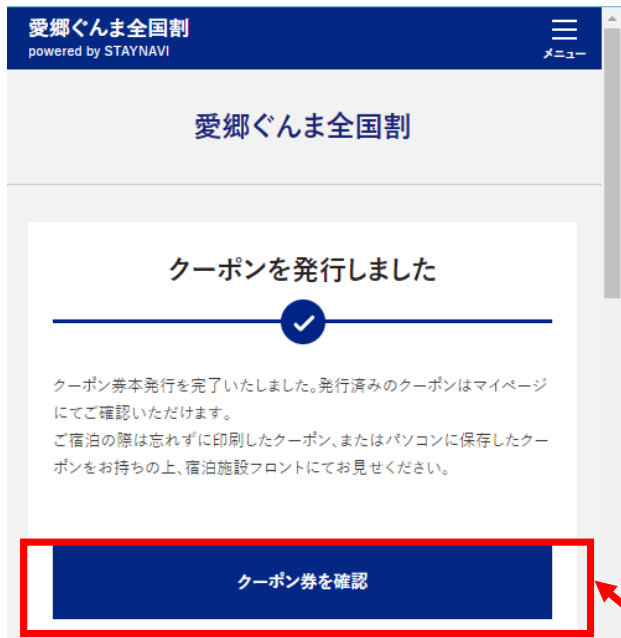 愛郷ぐんま全国割
powered by STAYNAVI
メニュー
愛郷ぐんま全国割
クーポンを発行しました
クーポン券本発行を完了いたしました。発行済みのクーポンはマイページ
にてご確認いただけます。
ご宿泊の際は忘れずに印刷したクーポン、またはパソコンに保存したクー
ポンをお持ちの上、宿泊施設フロントにてお見せください。
クーポン券を確認